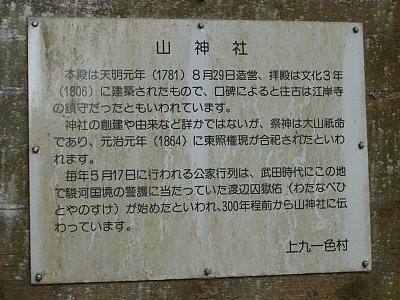 山神社
本殿は天明元年（1781）８月29日造営、拝殿は文化３年
（1806）に建築されたもので、口碑によると往古は江岸寺
の鎮守だったともいわれています。
神社の創建や由来など詳かではないが、祭神は大山祇命
であり、元治元年（1864）に東照権現が合祀されたといわ
れます。
毎年５月17日に行われる公家行列は、武田時代にこの地
で駿河国境の警護に当たっていた渡辺囚獄佑（わたなべひ
とやのすけ）が始めたといわれ、300年程前から山神社に伝
わっています。
上九一色村